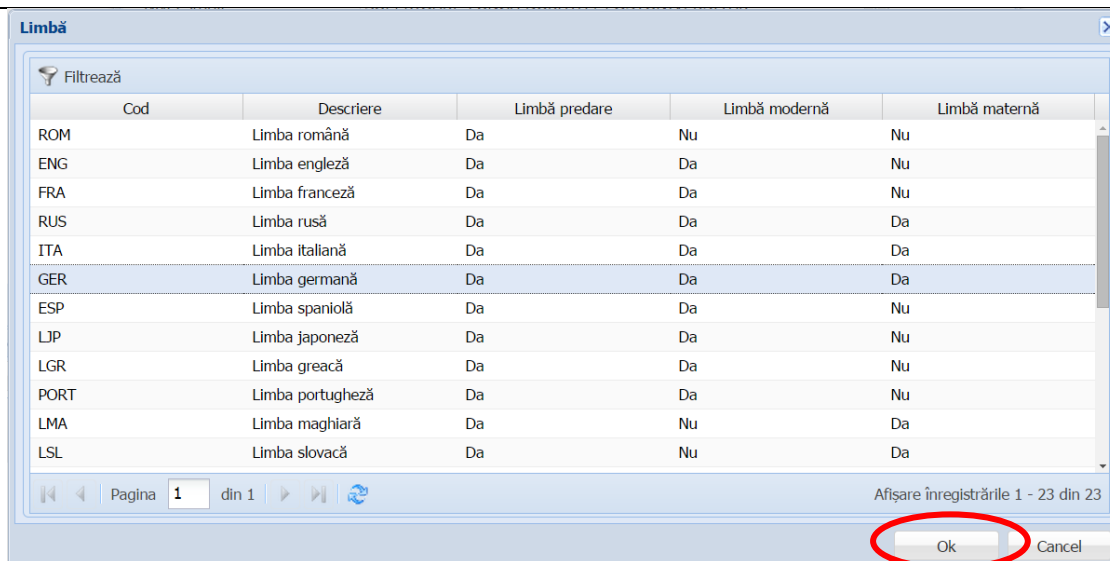 Limbă
Filtrează
Cod Descriere Limbă predare Limbă modernă Limbă maternă
ROM Limba română Da Nu Nu
ENG Limba engleză Da Da Nu
FRA Limba franceză Da Da Nu
RUS Limba rusă Da Da Da
ITA Limba italiană Da Da Da
GER Limba germană Da Da Da
ESP Limba spaniolă Da Da Nu
LJP Limba japoneză Da Da Nu
LGR Limba greacă Da Da Nu
PORT Limba portugheză Da Da Nu
LMA Limba maghiară Da Nu Da
LSL Limba slovacă Da Nu Da
Pagina 1 din 1 Afișare înregistrările 1 - 23 din 23
Ok Cancel